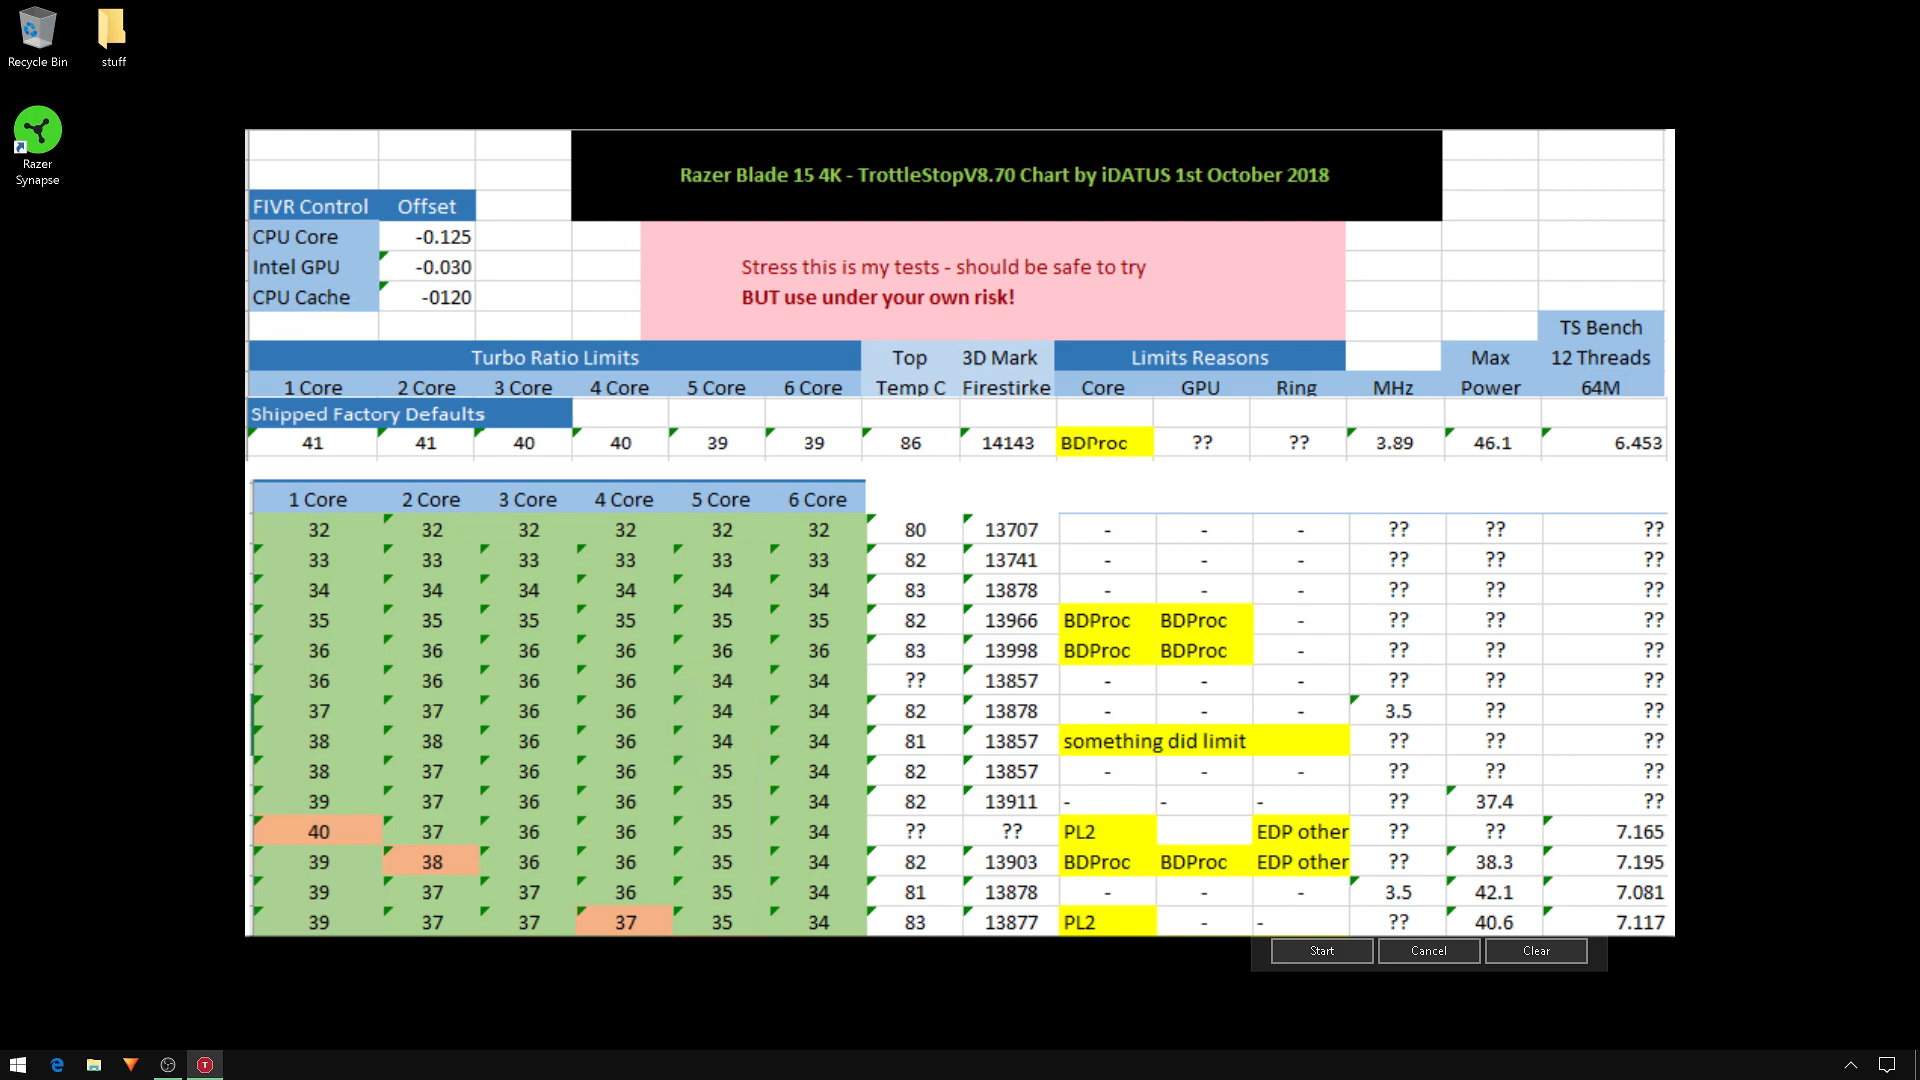 Recycle Bin
stuff
Razer
Synapse
Razer Blade 15 4K - TrottleStopV8.70 Chart by iDATUS 1st October 2018
FIVR Control Offset
CPU Core -0.125
Intel GPU -0.030
CPU Cache -0120
Stress this is my tests - should be safe to try
BUT use under your own risk!
TS Bench
Turbo Ratio Limits Top 3D Mark Limits Reasons Max 12 Threads
1 Core 2 Core 3 Core 4 Core 5 Core 6 Core Temp C Firestirke Core GPU Ring MHz Power 64M
Shipped Factory Defaults
41 41 40 40 39 39 86 14143 BDProc ?? ?? 3.89 46.1 6.453
1 Core 2 Core 3 Core 4 Core 5 Core 6 Core
32 32 32 32 32 32 80 13707 - - - ?? ?? ??
33 33 33 33 33 33 82 13741 - - - ?? ?? ??
34 34 34 34 34 34 83 13878 - - - ?? ?? ??
35 35 35 35 35 35 82 13966 BDProc BDProc - ?? ?? ??
36 36 36 36 36 36 83 13998 BDProc BDProc - ?? ?? ??
36 36 36 36 34 34 ?? 13857 - - - ?? ?? ??
37 37 36 36 34 34 82 13878 - - - 3.5 ?? ??
38 38 36 36 34 34 81 13857 something did limit ?? ?? ??
38 37 36 36 35 34 82 13857 - - - ?? ?? ??
39 37 36 36 35 34 82 13911 - - - ?? 37.4 ??
40 37 36 36 35 34 ?? ?? PL2 EDP other ?? ?? 7.165
39 38 36 36 35 34 82 13903 BDProc BDProc EDP other ?? 38.3 7.195
39 37 37 36 35 34 81 13878 - - - 3.5 42.1 7.081
39 37 37 37 35 34 83 13877 PL2 - - ?? 40.6 7.117
Start Cancel Clear